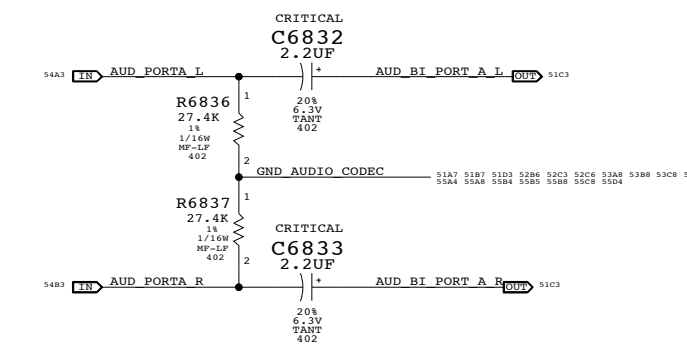 CRITICAL
C6832
2.2UF
54A3 IN AUD_PORTA_L + AUD_BI_PORT_A_L OUT 51C3
20%
6.3V
TANT
402
1
R6836
27.4K
1%
1/16W
MF-LF
402
2
GND_AUDIO_CODEC
51A7 51B7 51D3 52B6 52C3 52C6 53A8 53B8 53C8
55A4 55A8 55B4 55B5 55B8 55C8 55D4
1
R6837
27.4K
1%
1/16W
MF-LF
402
2
CRITICAL
C6833
2.2UF
54B3 IN AUD_PORTA_R + AUD_BI_PORT_A_R OUT 51C3
20%
6.3V
TANT
402